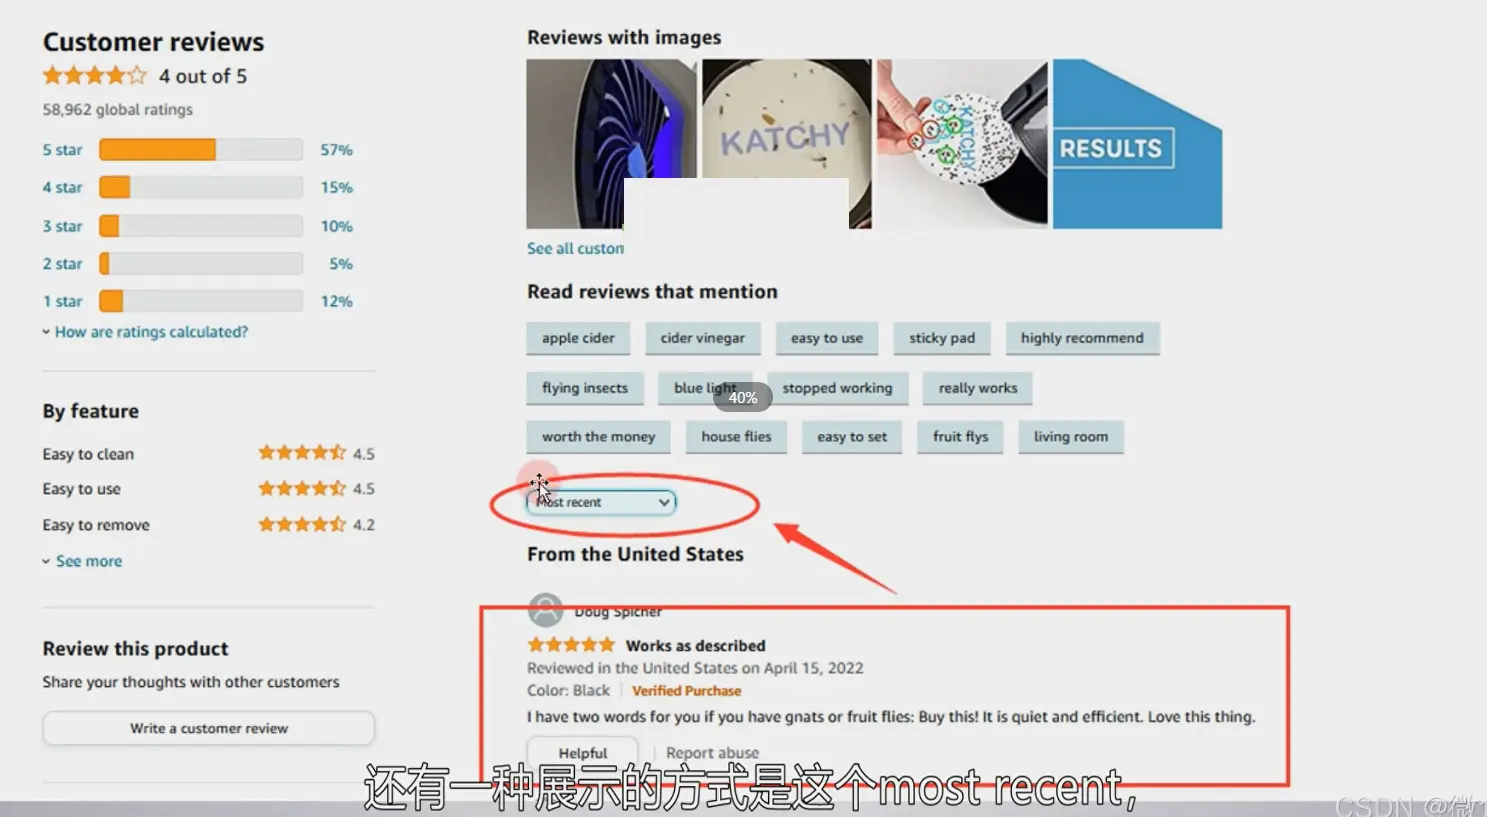 Customer reviews
4 out of 5
58,962 global ratings
5 star 57%
4 star 15%
3 star 10%
2 star 5%
1 star 12%
How are ratings calculated?
By feature
Easy to clean 4.5
Easy to use 4.5
Easy to remove 4.2
See more
Review this product
Share your thoughts with other customers
Write a customer review
Reviews with images
KATCHY
KATCHY
RESULTS
See all custom
Read reviews that mention
apple cider cider vinegar easy to use sticky pad highly recommend
flying insects blue light stopped working really works
40%
worth the money house flies easy to set fruit flys living room
Most recent
From the United States
Doug Spicher
Works as described
Reviewed in the United States on April 15, 2022
Color: Black Verified Purchase
I have two words for you if you have gnats or fruit flies: Buy this! It is quiet and efficient. Love this thing.
Helpful Report abuse
还有一种展示的方式是这个most recent,
CSDN @微